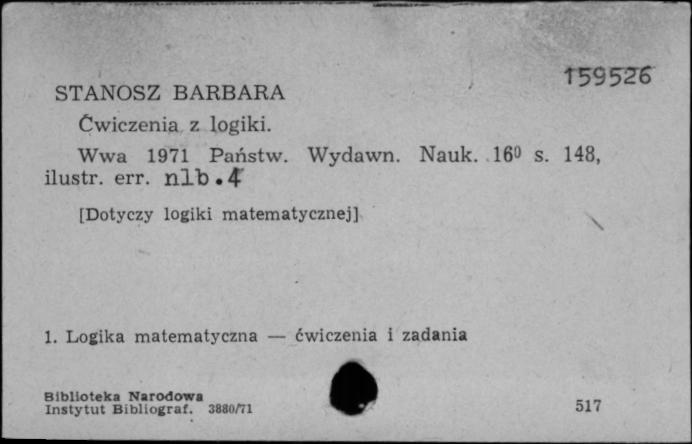 159526
STANOSZ BARBARA
Ćwiczenia z logiki.
Wwa 1971 Państw. Wydawn. Nauk. 16⁰ s. 148,
ilustr. err. nlb.4
[Dotyczy logiki matematycznej]
1. Logika matematyczna — ćwiczenia i zadania
Biblioteka Narodowa
Instytut Bibliograf. 3880/71
517